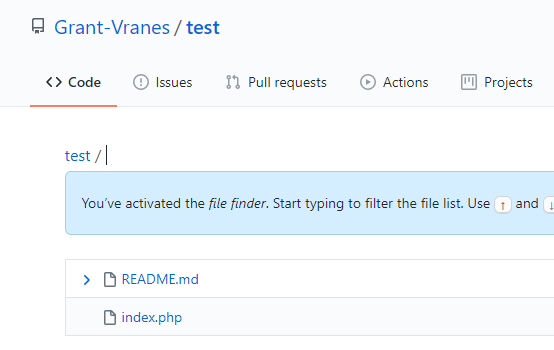 Grant-Vranes / test
Code Issues Pull requests Actions Projects
test /
You've activated the file finder. Start typing to filter the file list. Use ↑ and ↓
README.md
index.php